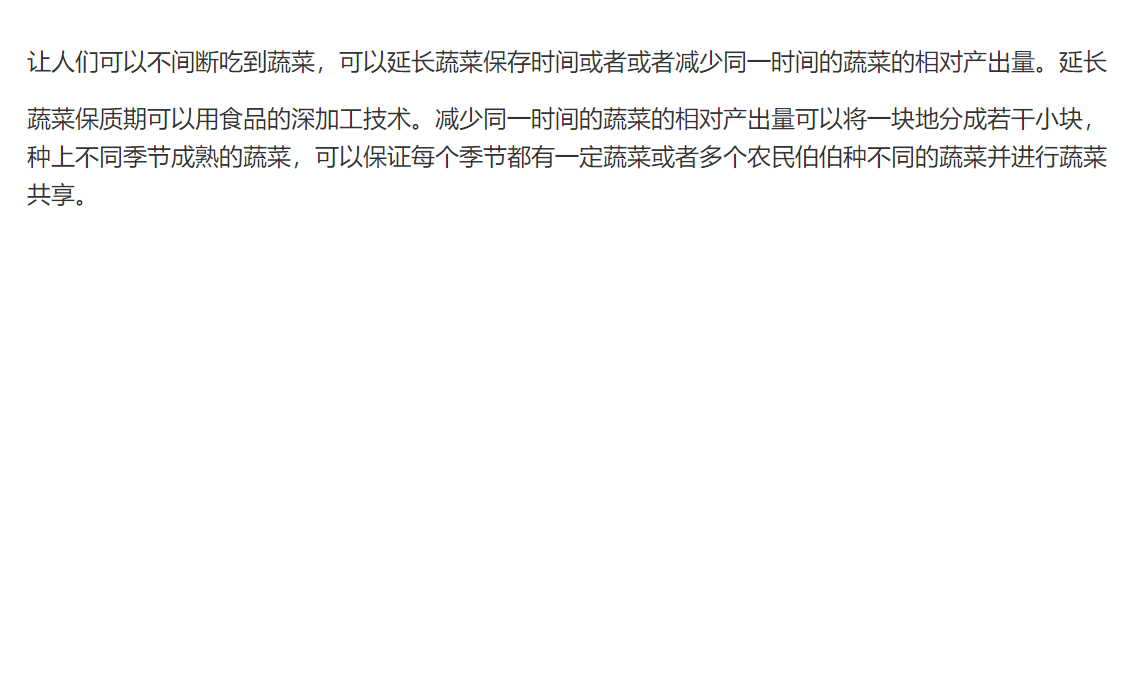 让人们可以不间断吃到蔬菜，可以延长蔬菜保存时间或者或者减少同一时间的蔬菜的相对产出量。延长
蔬菜保质期可以用食品的深加工技术。减少同一时间的蔬菜的相对产出量可以将一块地分成若干小块，
种上不同季节成熟的蔬菜，可以保证每个季节都有一定蔬菜或者多个农民伯伯种不同的蔬菜并进行蔬菜
共享。